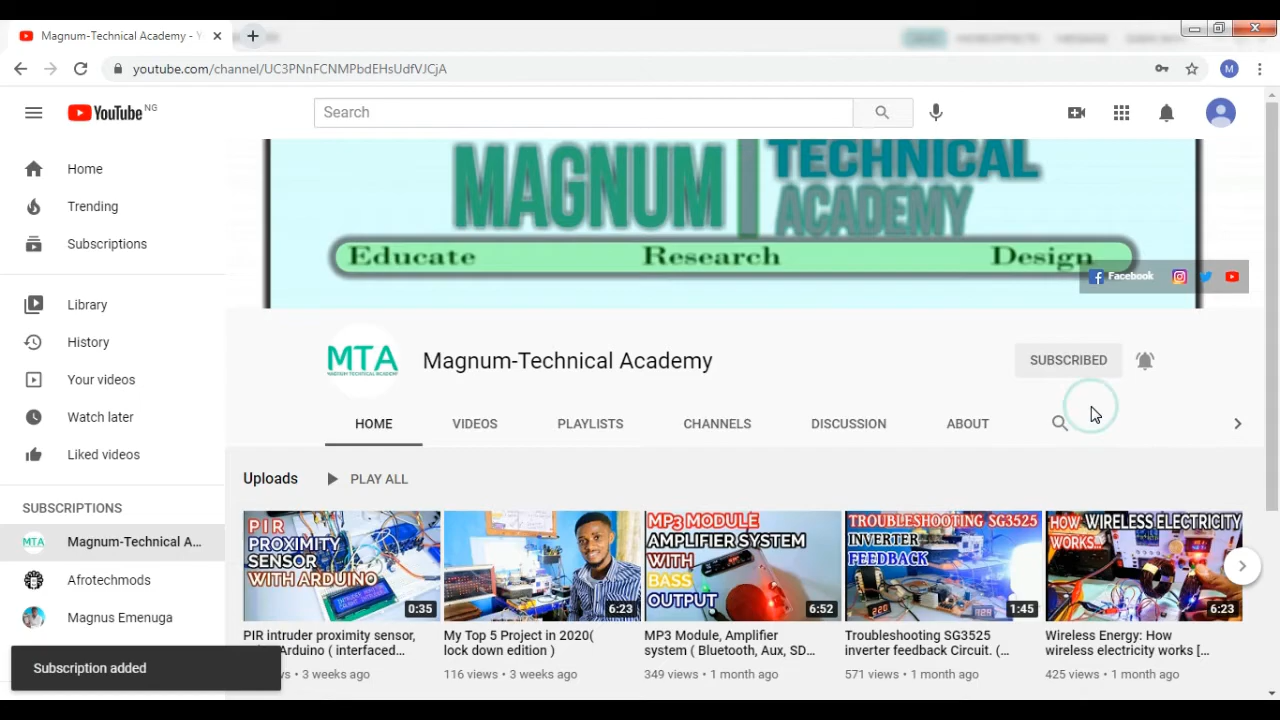 Magnum-Technical Academy - Y
youtube.com/channel/UC3PNnFCNMPbdEHsUdfVJCjA
M
YouTube NG
Search
MAGNUM TECHNICAL ACADEMY
Educate Research Design
Facebook
Home
Trending
Subscriptions
Library
History
Your videos
Watch later
Liked videos
SUBSCRIPTIONS
Magnum-Technical A...
Afrotechmods
Magnus Emenuga
Subscription added
MTA
MAGNUM TECHNICAL ACADEMY
Magnum-Technical Academy
SUBSCRIBED
HOME VIDEOS PLAYLISTS CHANNELS DISCUSSION ABOUT
Uploads PLAY ALL
PIR
PROXIMITY
SENSOR
WITH ARDUINO
0:35
PIR intruder proximity sensor,
Arduino ( interfaced...
• 3 weeks ago
6:23
My Top 5 Project in 2020(
lock down edition )
116 views • 3 weeks ago
MP3 MODULE
AMPLIFIER SYSTEM
WITH
BASS
OUTPUT
6:52
MP3 Module, Amplifier
system ( Bluetooth, Aux, SD...
349 views • 1 month ago
TROUBLESHOOTING SG3525
INVERTER
FEEDBACK
220
1:45
Troubleshooting SG3525
inverter feedback Circuit. (...
571 views • 1 month ago
HOW WIRELESS ELECTRICITY
WORKS...
6:23
Wireless Energy: How
wireless electricity works [...
425 views • 1 month ago